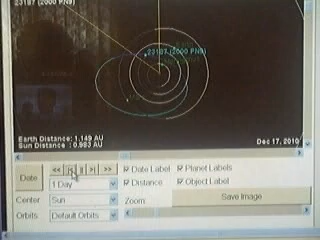 23187 (2000 PN9)
23187 (2000 PN9)
Earth Distance: 1.149 AU
Sun Distance : 0.983 AU
Dec 17, 2010
Date
<< || >| >>
1 Day
Date Label
Planet Labels
Distance
Object Label
Center
Sun
Zoom:
Save Image
Orbits
Default Orbits